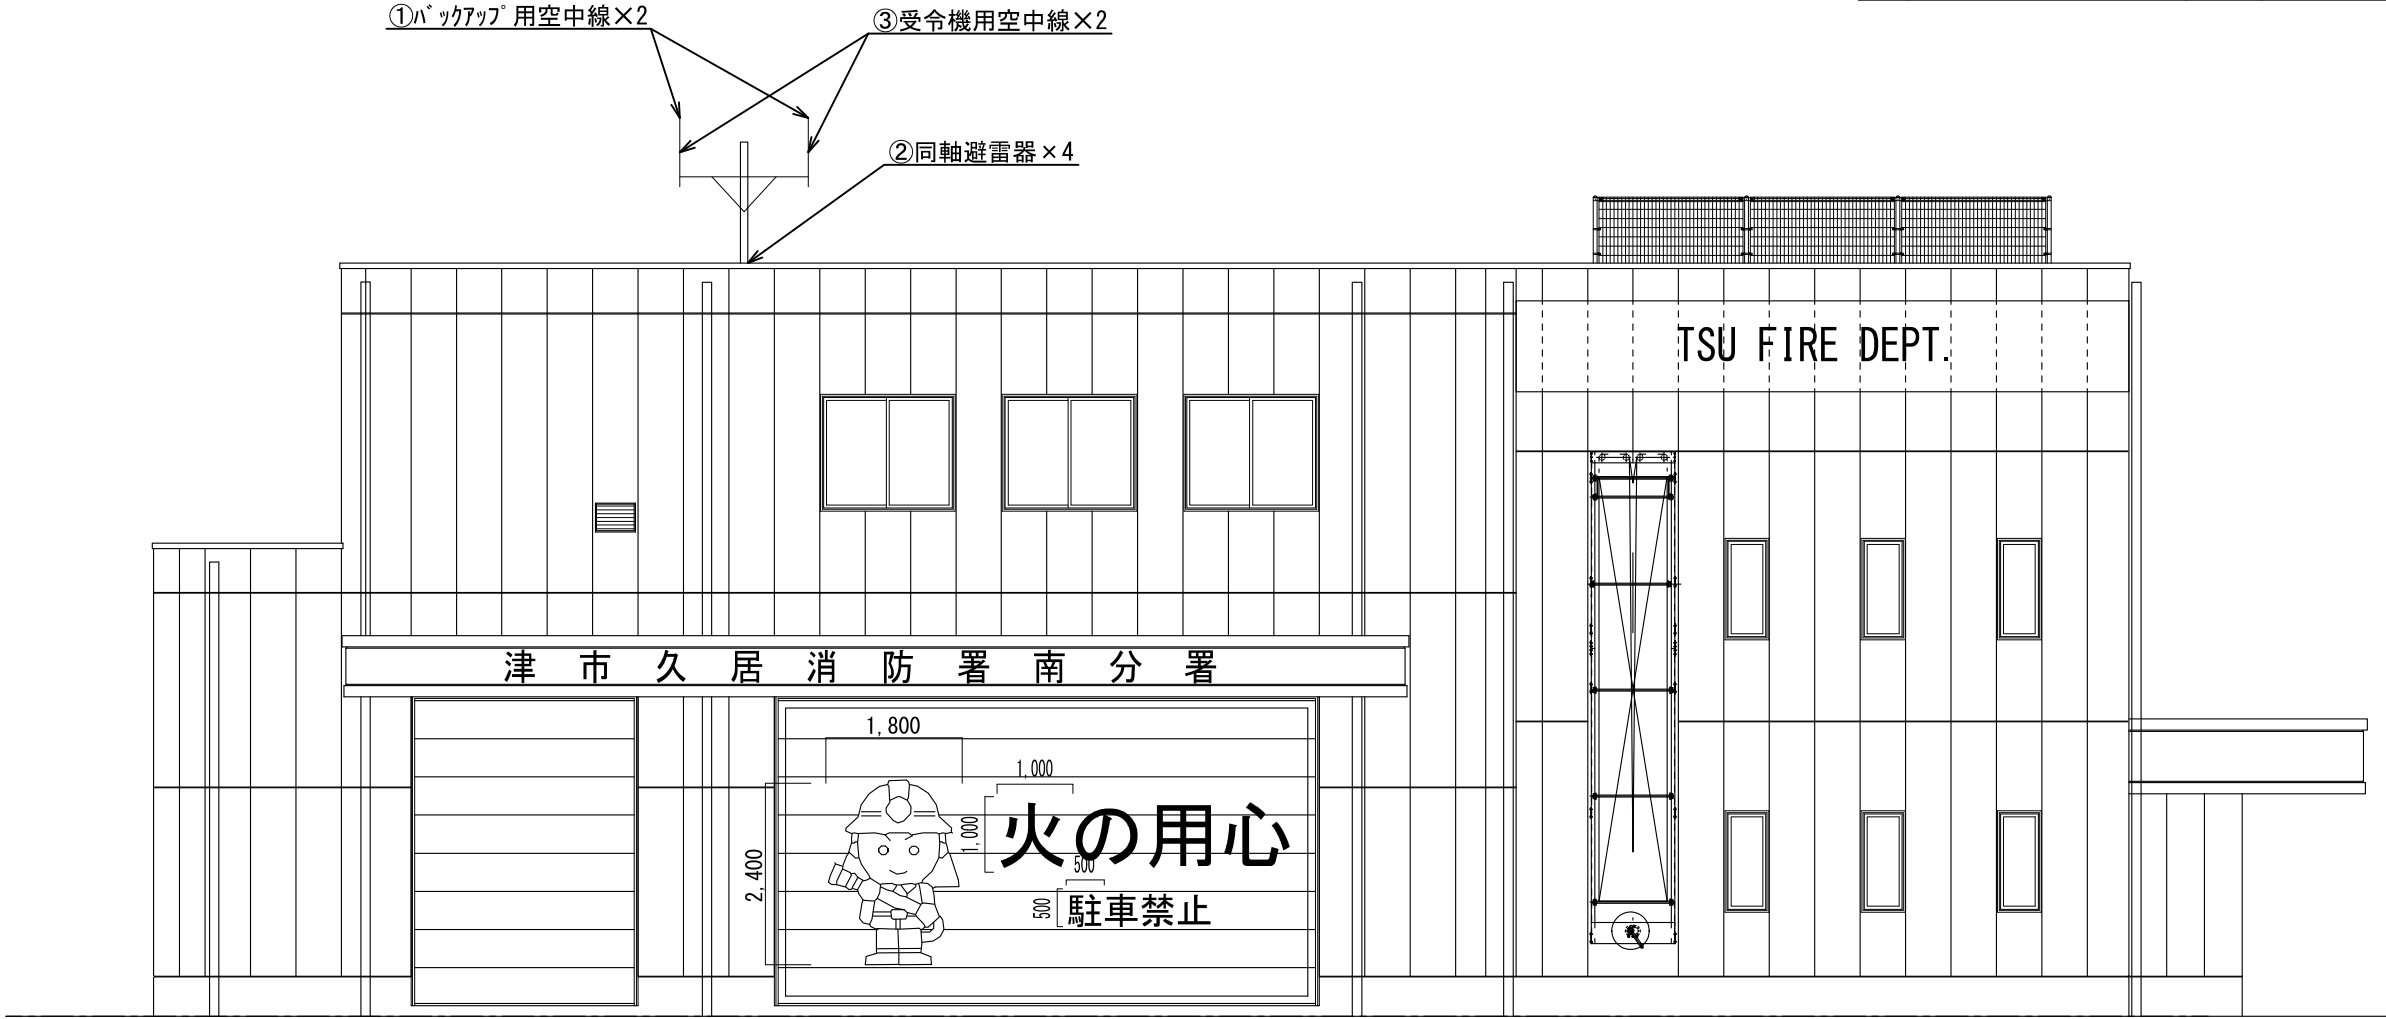 ①ﾊﾞｯｸｱｯﾌﾟ用空中線×2
③受令機用空中線×2
②同軸避雷器×4
TSU FIRE DEPT.
津市久居消防署南分署
1,800
1,000
2,400
1,000
火の用心
500
500
駐車禁止